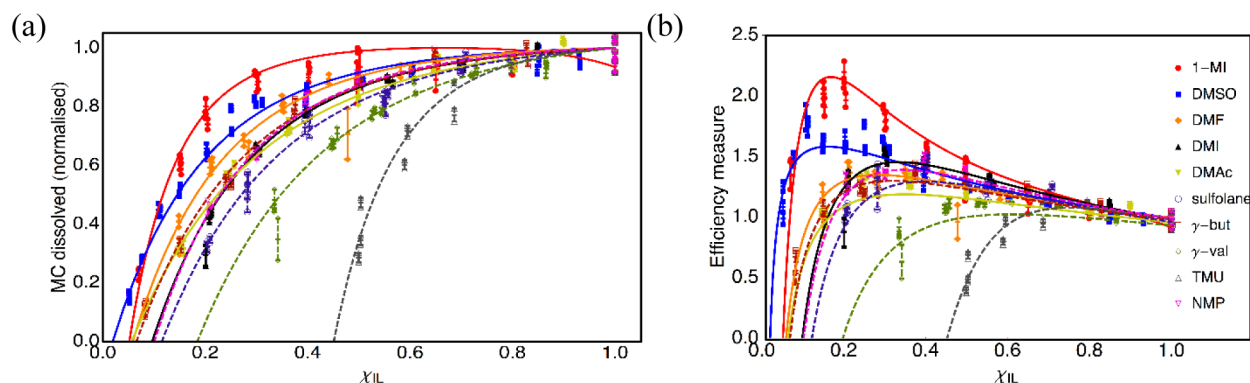 (a)
MC dissolved (normalised)
1.0
0.8
0.6
0.4
0.2
0.0
0.0 0.2 0.4 0.6 0.8 1.0
χIL
(b)
Efficiency measure
2.5
2.0
1.5
1.0
0.5
0.0
0.0 0.2 0.4 0.6 0.8 1.0
χIL
1−MI
DMSO
DMF
DMI
DMAc
sulfolane
γ−but
γ−val
TMU
NMP